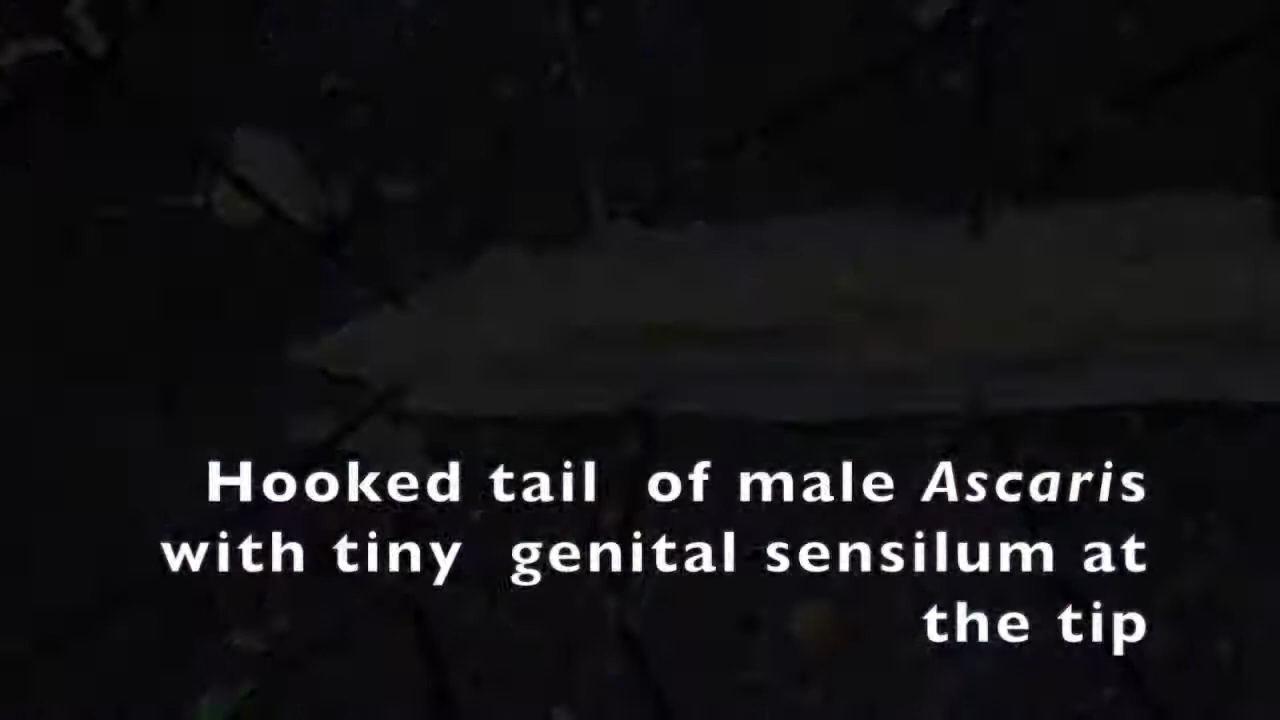 Hooked tail of male Ascaris
with tiny genital sensilum at
the tip